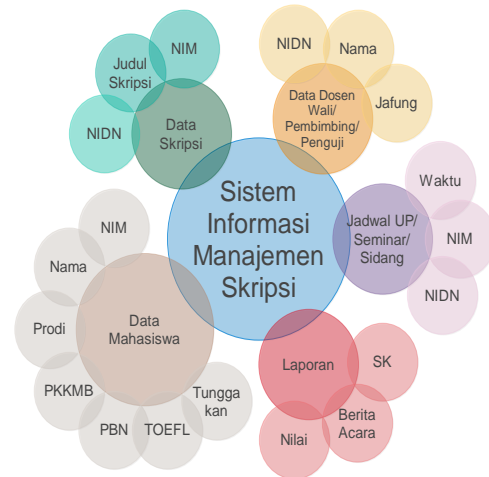 Sistem
Informasi
Manajemen
Skripsi
Data
Skripsi
NIDN
Judul
Skripsi
NIM
Data Dosen
Wali/
Pembimbing/
Penguji
NIDN
Nama
Jafung
Jadwal UP/
Seminar/
Sidang
Waktu
NIM
NIDN
Laporan
SK
Berita
Acara
Nilai
Data
Mahasiswa
Tungga
kan
TOEFL
PBN
PKKMB
Prodi
Nama
NIM